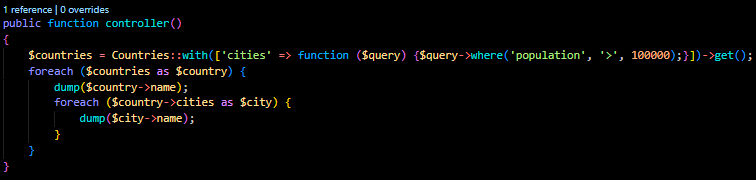 1 reference | 0 overrides
public function controller()
{
    $countries = Countries::with(['cities' => function ($query) {$query->where('population', '>', 100000);}])->get();
    foreach ($countries as $country) {
        dump($country->name);
        foreach ($country->cities as $city) {
            dump($city->name);
        }
    }
}